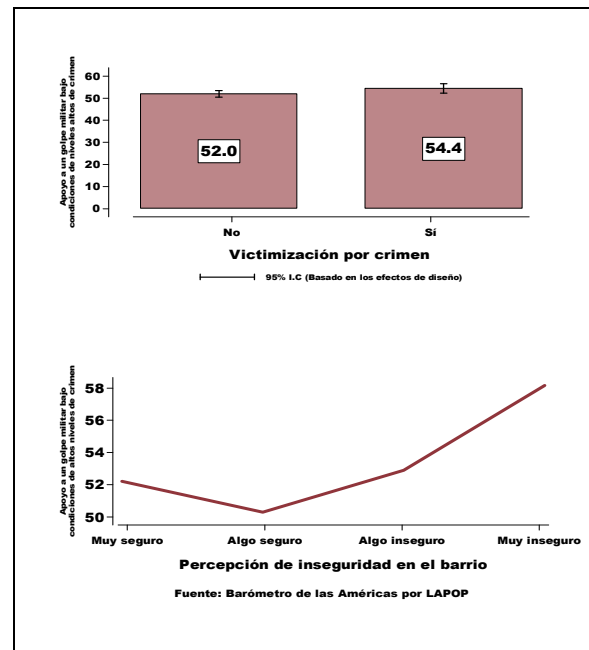 Apoyo a un golpe militar bajo
condiciones de niveles altos de crimen
60
50
40
30
20
10
0
52.0
54.4
No
Sí
Victimización por crimen
95% I.C (Basado en los efectos de diseño)
Apoyo a un golpe militar bajo
condiciones de altos niveles de crimen
58
56
54
52
50
Muy seguro
Algo seguro
Algo inseguro
Muy inseguro
Percepción de inseguridad en el barrio
Fuente: Barómetro de las Américas por LAPOP